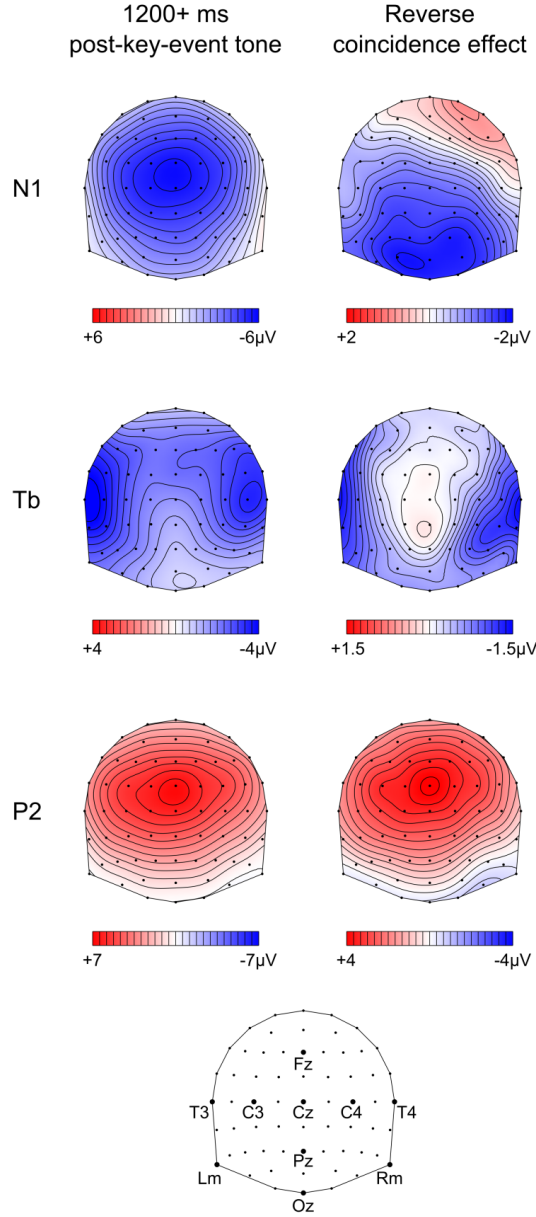 1200+ ms
post-key-event tone
Reverse
coincidence effect
N1
+6 -6µV
+2 -2µV
Tb
+4 -4µV
+1.5 -1.5µV
P2
+7 -7µV
+4 -4µV
Fz
T3 C3 Cz C4 T4
Pz
Lm Rm
Oz